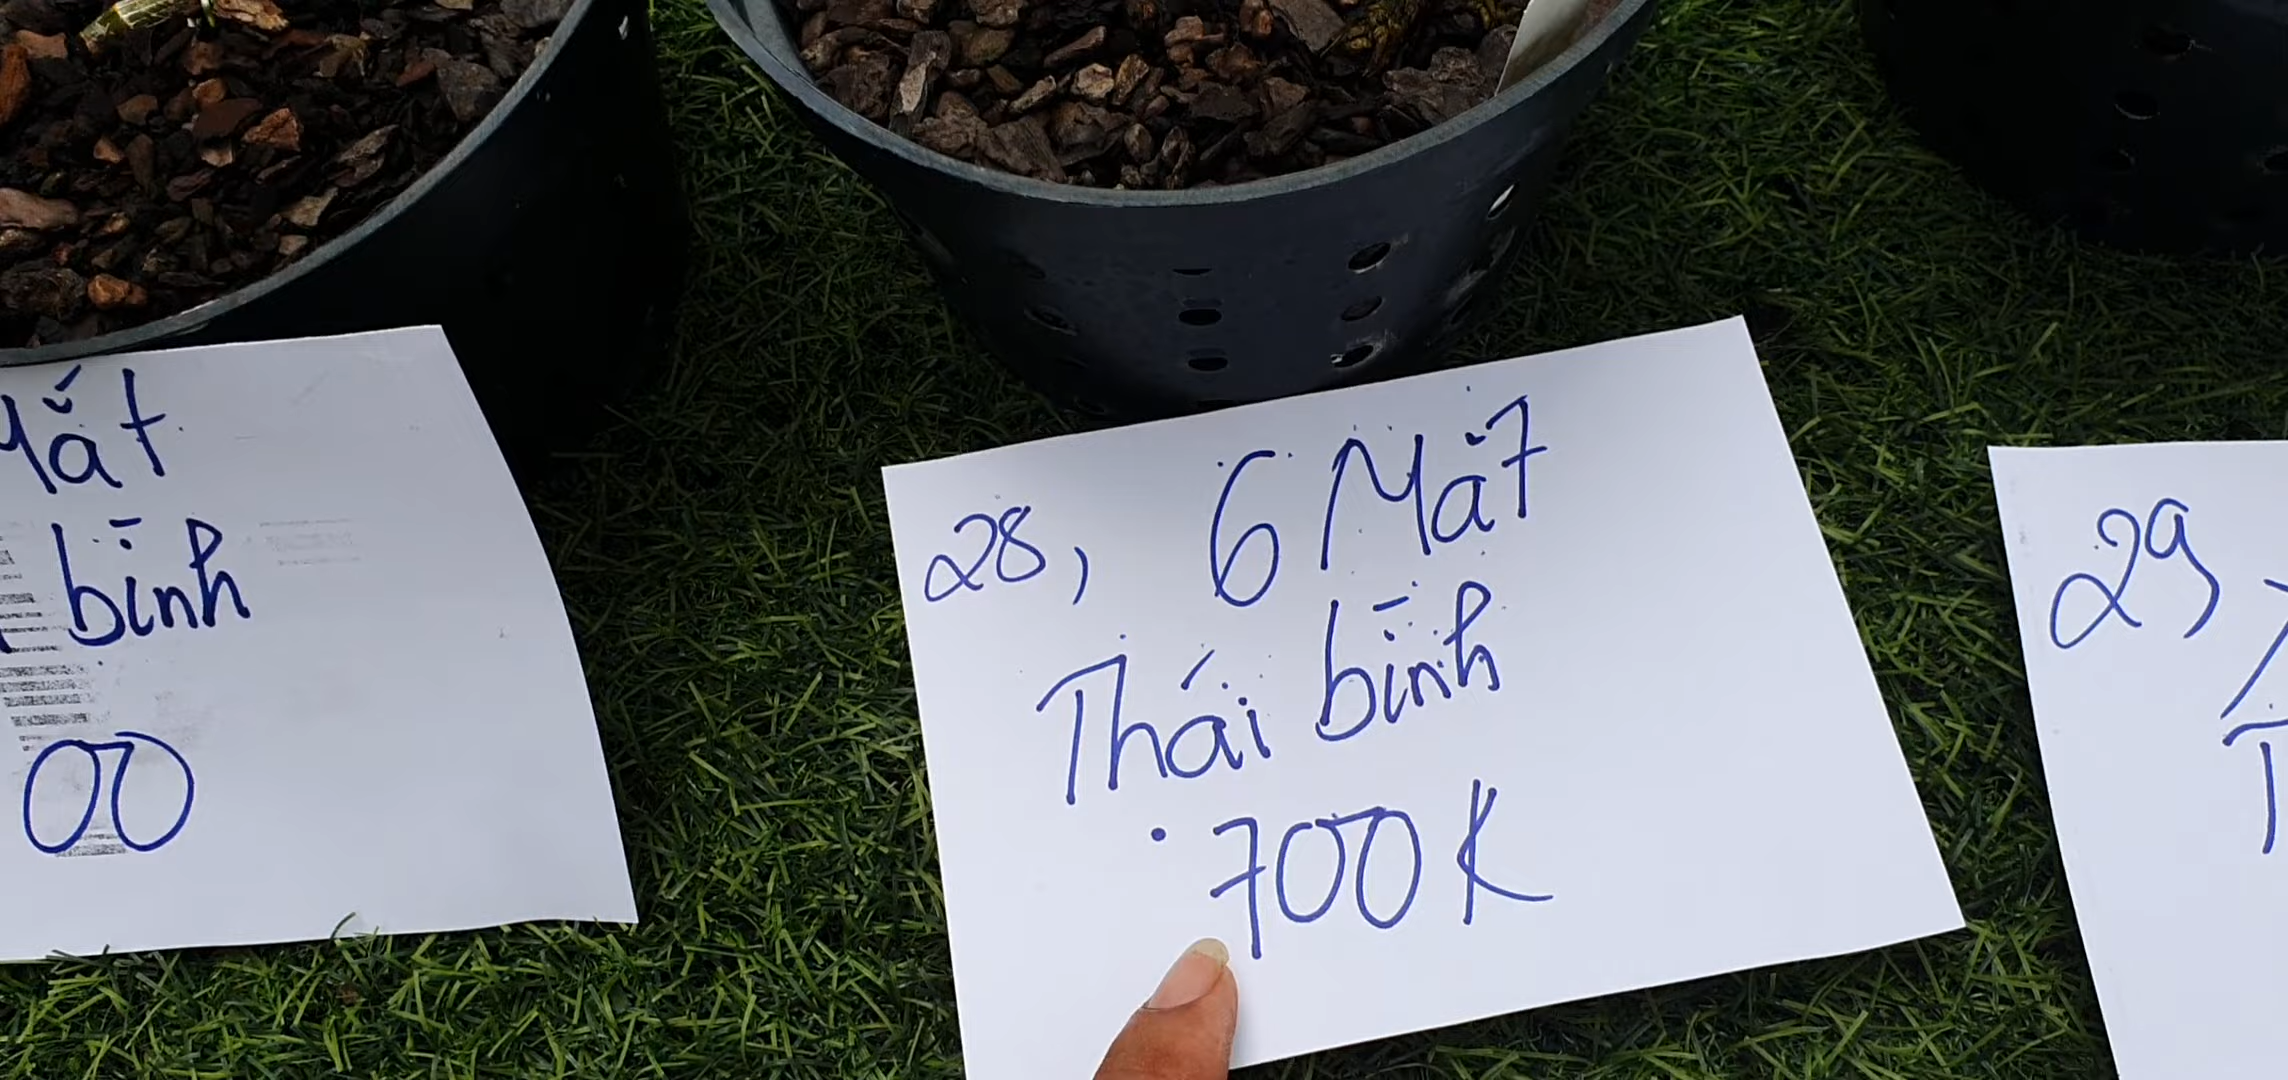 Mắt
bình
00
28, 6 Mắt
Thái bình
700K
29,